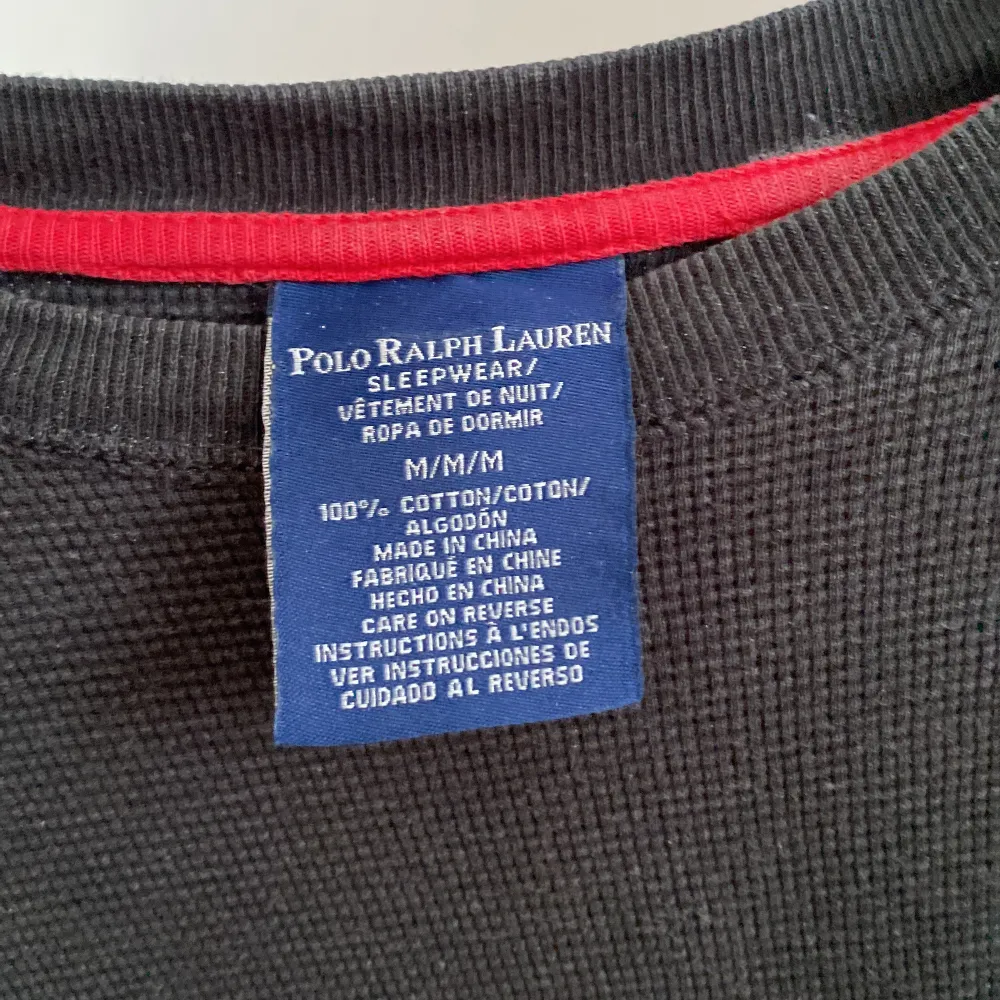 POLO RALPH LAUREN
SLEEPWEAR/
VÊTEMENT DE NUIT/
ROPA DE DORMIR
M/M/M
100% COTTON/COTON/
ALGODÓN
MADE IN CHINA
FABRIQUÉ EN CHINE
HECHO EN CHINA
CARE ON REVERSE
INSTRUCTIONS À L'ENDOS
VER INSTRUCCIONES DE
CUIDADO AL REVERSO